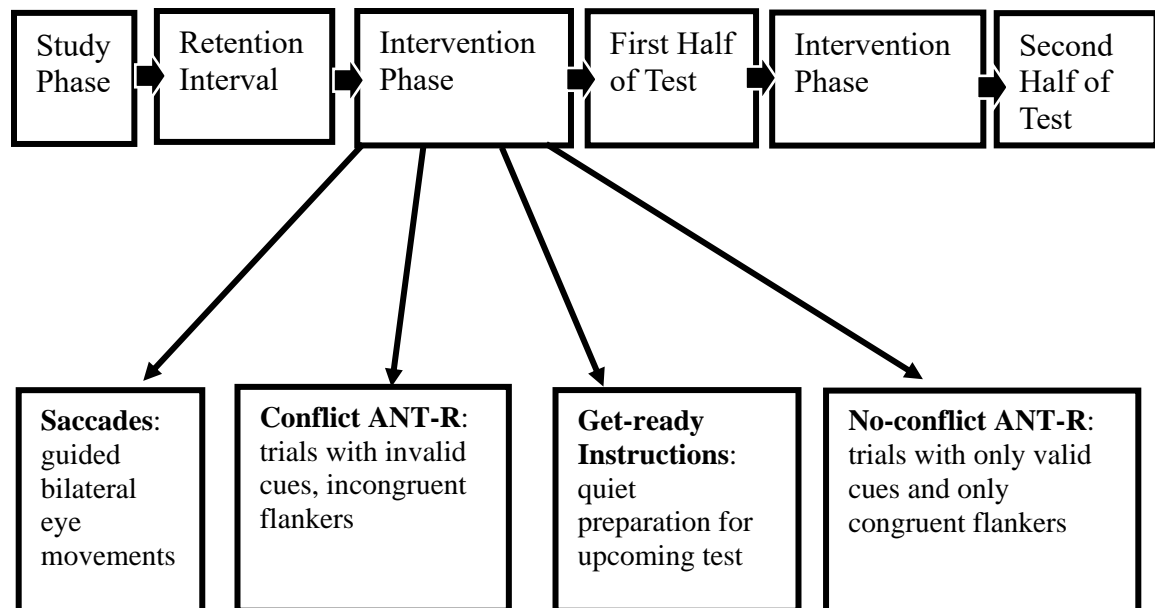 Study
Phase
Retention
Interval
Intervention
Phase
First Half
of Test
Intervention
Phase
Second
Half of
Test
Saccades:
guided
bilateral
eye
movements
Conflict ANT-R:
trials with invalid
cues, incongruent
flankers
Get-ready
Instructions:
quiet
preparation for
upcoming test
No-conflict ANT-R:
trials with only valid
cues and only
congruent flankers